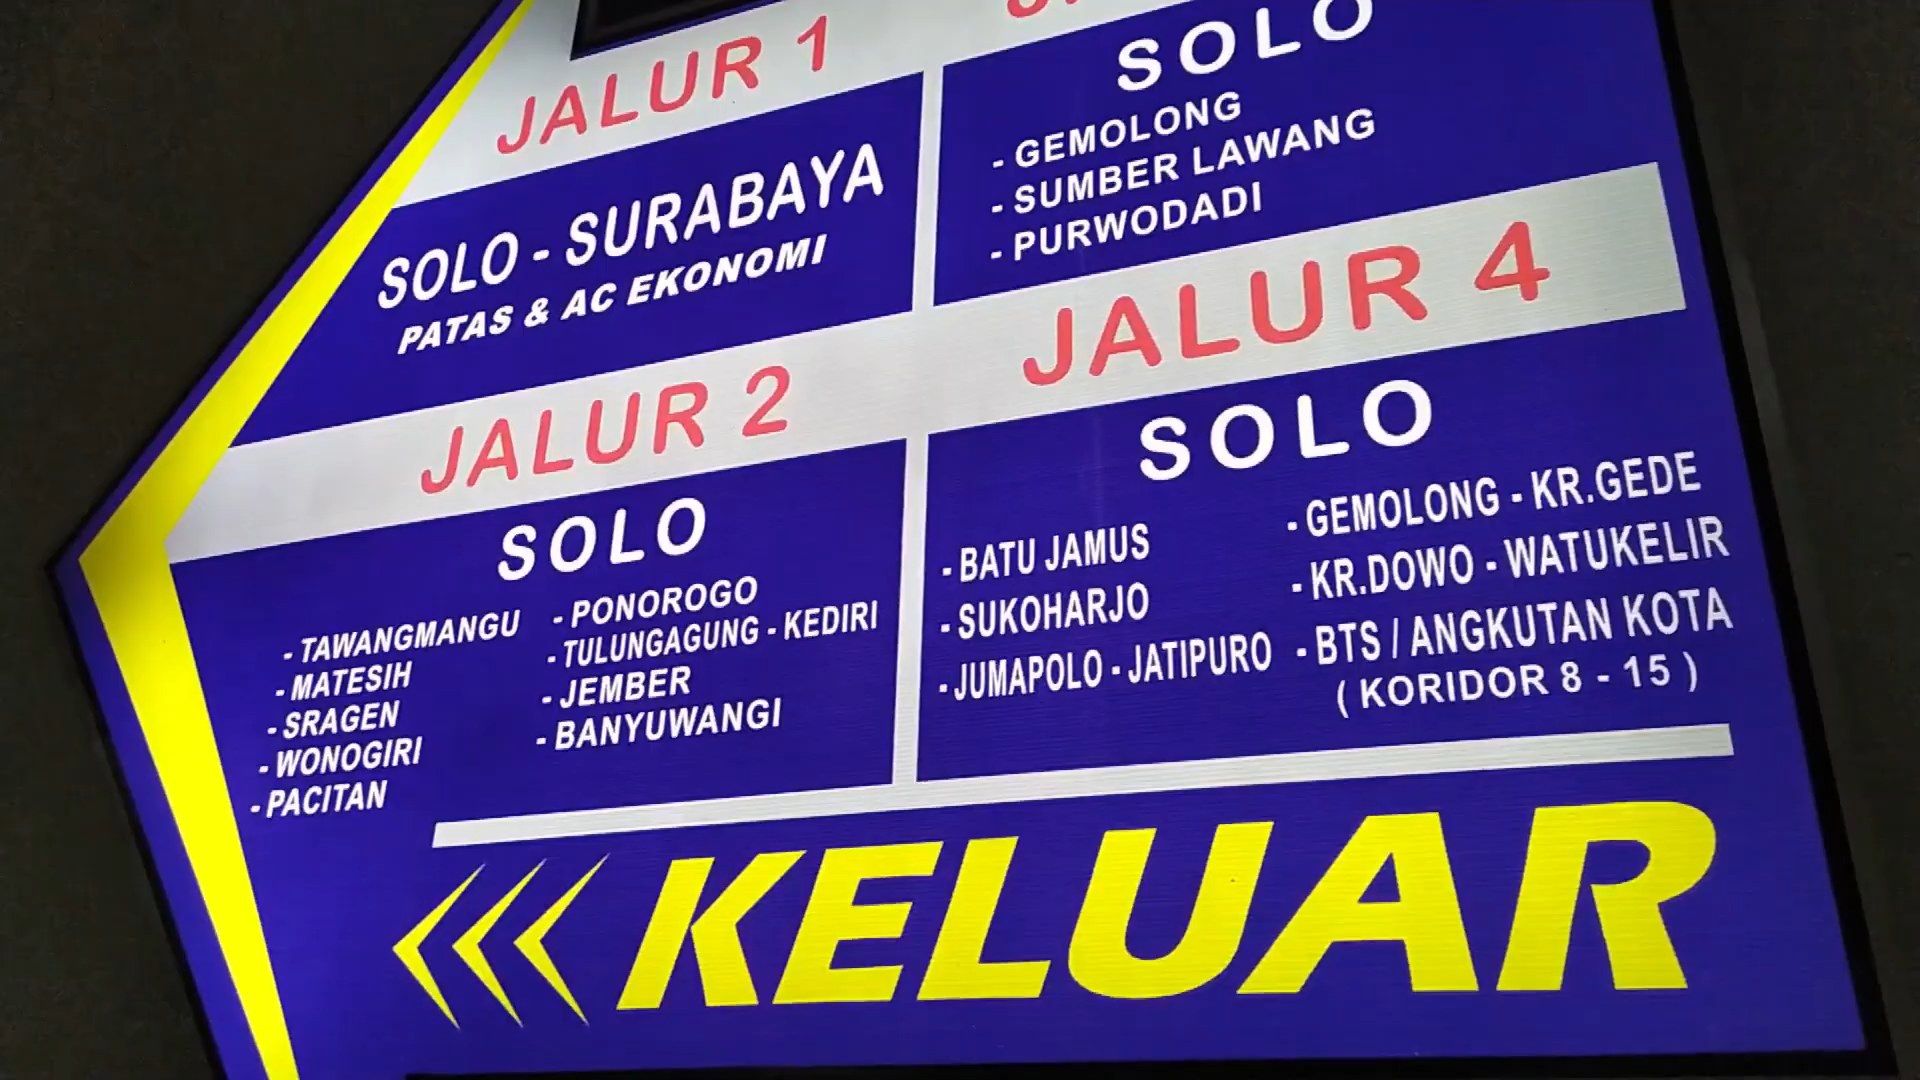 JALUR 1
SOLO - SURABAYA
PATAS & AC EKONOMI
SOLO
- GEMOLONG
- SUMBER LAWANG
- PURWODADI
JALUR 2
SOLO
- TAWANGMANGU
- MATESIH
- SRAGEN
- WONOGIRI
- PACITAN
- PONOROGO
- TULUNGAGUNG - KEDIRI
- JEMBER
- BANYUWANGI
JALUR 4
SOLO
- BATU JAMUS
- SUKOHARJO
- JUMAPOLO - JATIPURO
- GEMOLONG - KR.GEDE
- KR.DOWO - WATUKELIR
- BTS / ANGKUTAN KOTA
( KORIDOR 8 - 15 )
KELUAR